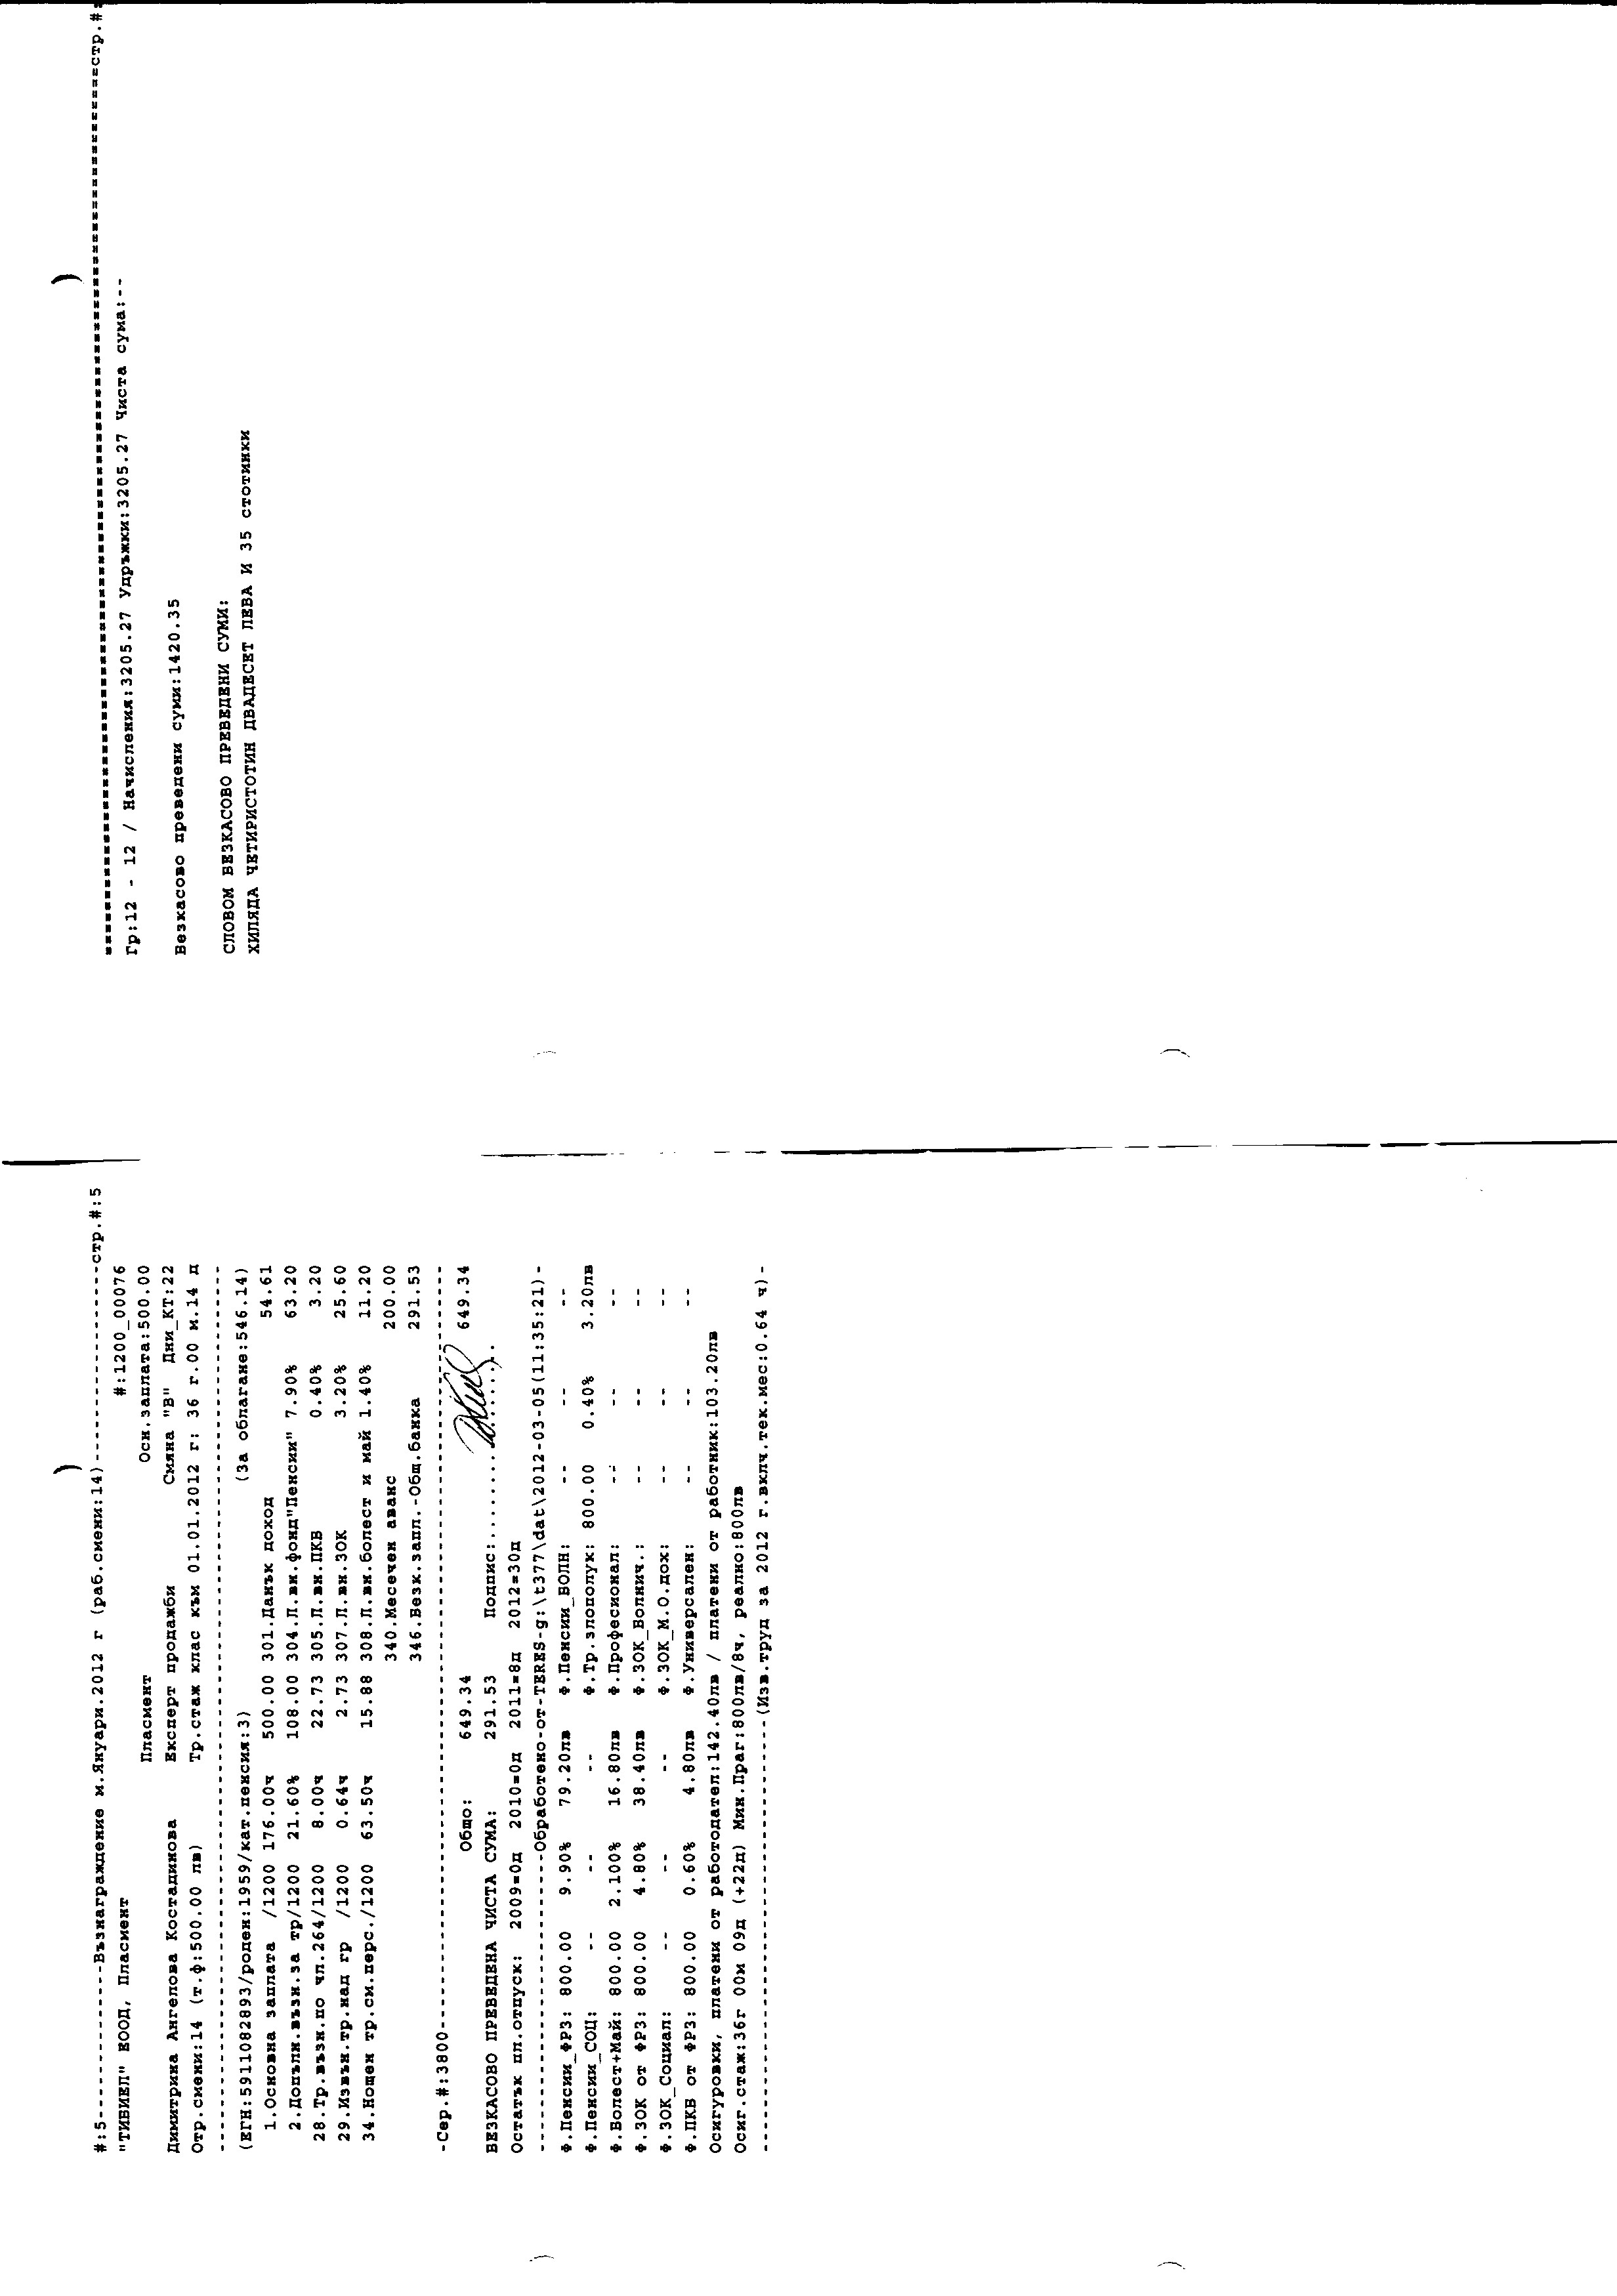 #:5------------Възнаграждение м.Януари.2012 г (раб.смени:14)------------------стр.#:5
"ТИБИЕЛ" ЕООД, Пласмент #:1200_00076
Пласмент Осн.заплата:500.00
Димитрина Ангелова Костадинова Експерт продажби Смяна "В" Дни_КТ:22
Отр.смени:14 (т.ф:500.00 лв) Тр.стаж клас към 01.01.2012 г: 36 г.00 м.14 д
--------------------------------------------------------------------------------
(ЕГН:5911082893/роден:1959/кат.пенсия:3) (За облагане:546.14)
1.Основна заплата /1200 176.00ч 500.00 301.Данък доход 54.61
2.Допълн.възн.за тр/1200 21.60% 108.00 304.Л.вн.фонд"Пенсии" 7.90% 63.20
28.Тр.възн.по чл.264/1200 8.00ч 22.73 305.Л.вн.ПКВ 0.40% 3.20
29.Извън.тр.над гр /1200 0.64ч 2.73 307.Л.вн.ЗОК 3.20% 25.60
34.Нощен тр.см.перс./1200 63.50ч 15.88 308.Л.вн.болест и май 1.40% 11.20
340.Месечен аванс 200.00
346.Безк.запл.-Общ.банка 291.53
-Сер.#:3800---------------------------------------------------------------------
Общо: 649.34 649.34
БЕЗКАСОВО ПРЕВЕДЕНА ЧИСТА СУМА: 291.53 Подпис:................
Остатък пл.отпуск: 2009=0д 2010=0д 2011=8д 2012=30д
------------------------Обработено-от-TERES-g:\t377\dat\2012-03-05(11:35:21)-
Ф.Пенсии_ФРЗ: 800.00 9.90% 79.20лв Ф.Пенсии_ВОЛН: -- -- --
Ф.Пенсии_СОЦ: -- -- -- Ф.Тр.злополук: 800.00 0.40% 3.20лв
Ф.Болест+Май: 800.00 2.100% 16.80лв Ф.Професионал: -- -- --
Ф.ЗОК от ФРЗ: 800.00 4.80% 38.40лв Ф.ЗОК_Болнич.: -- -- --
Ф.ЗОК_Социал: -- -- -- Ф.ЗОК_М.О.дох: -- -- --
Ф.ПКВ от ФРЗ: 800.00 0.60% 4.80лв Ф.Универсален: -- -- --
Осигуровки, платени от работодател:142.40лв / платени от работник:103.20лв
Осиг.стаж:36г 00м 09д (+22д) Мин.Праг:800лв/8ч, реално:800лв
----------------------------------------(Изв.труд за 2012 г.включ.тек.мес:0.64 ч)-
================================================================================стр.#:
Гр:12 - 12 / Начисления:3205.27 Удръжки:3205.27 Чиста сума:--
Безкасово преведени суми:1420.35
СЛОВОМ БЕЗКАСОВО ПРЕВЕДЕНИ СУМИ:
ХИЛЯДА ЧЕТИРИСТОТИН ДВАДЕСЕТ ЛЕВА И 35 СТОТИНКИ